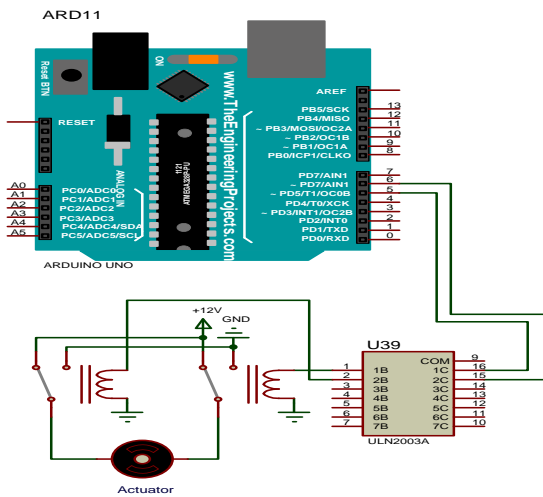 ARD11
Reset BTN
ON
www.TheEngineeringProjects.com
RESET
ANALOG IN
1121
ATMEGA328P-PU
AREF
PB5/SCK 13
PB4/MISO 12
~ PB3/MOSI/OC2A 11
~ PB2/OC1B 10
~ PB1/OC1A 9
PB0/ICP1/CLKO 8
PD7/AIN1 7
~ PD7/AIN1 6
~ PD5/T1/OC0B 5
PD4/T0/XCK 4
~ PD3/INT1/OC2B 3
PD2/INT0 2
PD1/TXD 1
PD0/RXD 0
A0 PC0/ADC0
A1 PC1/ADC1
A2 PC2/ADC2
A3 PC3/ADC3
A4 PC4/ADC4/SDA
A5 PC5/ADC5/SCL
ARDUINO UNO
+12V
GND
U39
COM 9
1 1B 1C 16
2 2B 2C 15
3 3B 3C 14
4 4B 4C 13
5 5B 5C 12
6 6B 6C 11
7 7B 7C 10
ULN2003A
Actuator